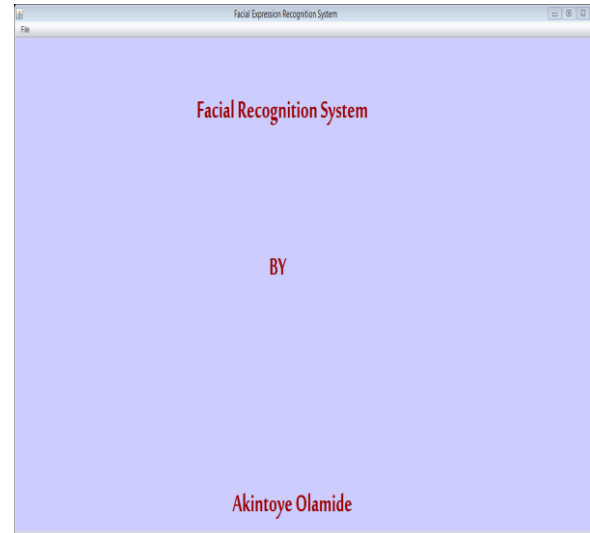 Facial Expression Recognition System
File
Facial Recognition System
BY
Akintoye Olamide